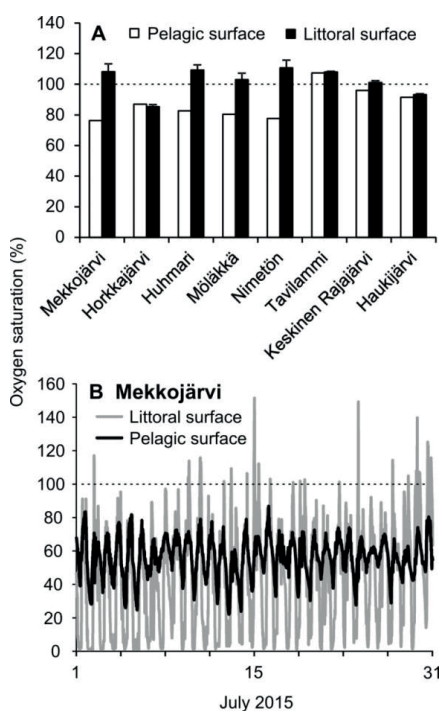 Oxygen saturation (%)
A
Pelagic surface
Littoral surface
140
120
100
80
60
40
20
0
Mekkojärvi
Horkkajärvi
Huhmari
Möläkkä
Nimetön
Tavilammi
Keskinen Rajajärvi
Haukijärvi
B Mekkojärvi
Littoral surface
Pelagic surface
160
140
120
100
80
60
40
20
0
1
15
31
July 2015